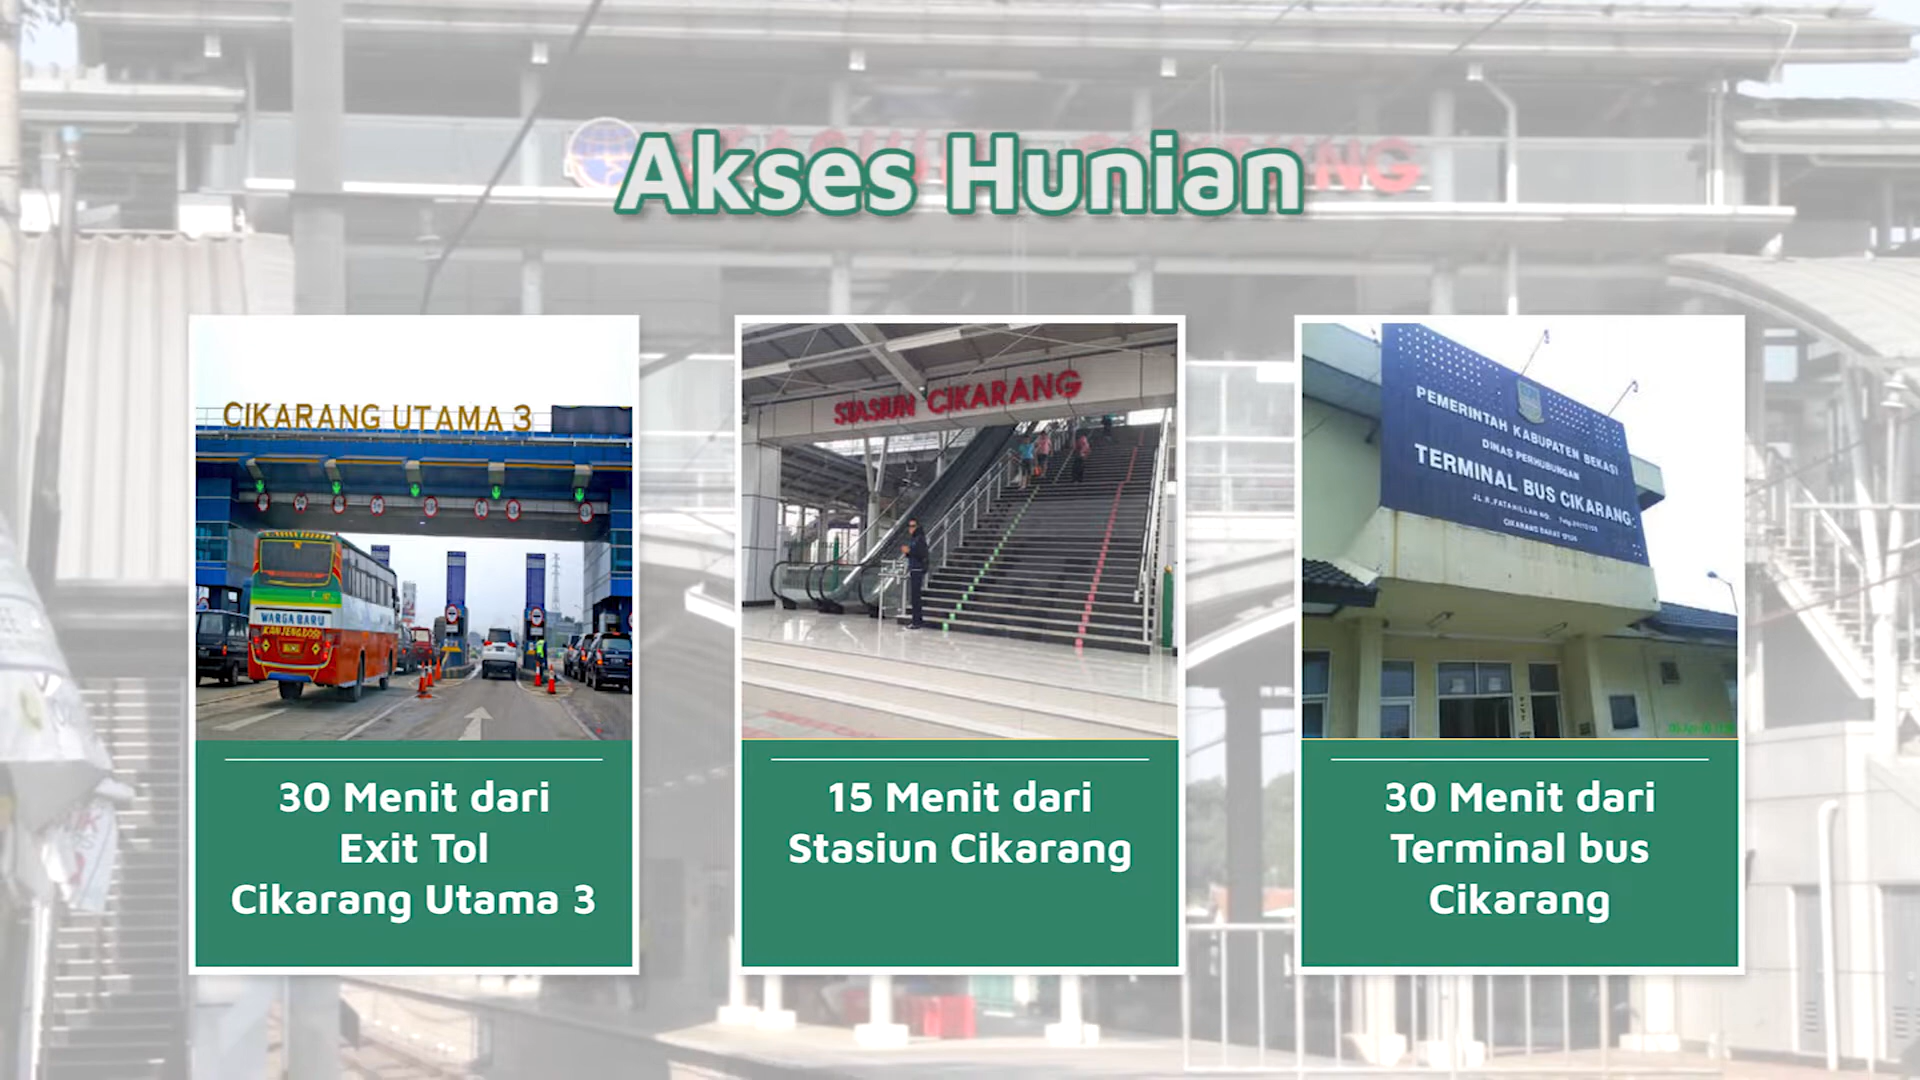 Akses Hunian
CIKARANG UTAMA 3
WARGA BARU
STASIUN CIKARANG
PEMERINTAH KABUPATEN BEKASI
DINAS PERHUBUNGAN
TERMINAL BUS CIKARANG
30 Menit dari
Exit Tol
Cikarang Utama 3
15 Menit dari
Stasiun Cikarang
30 Menit dari
Terminal bus
Cikarang